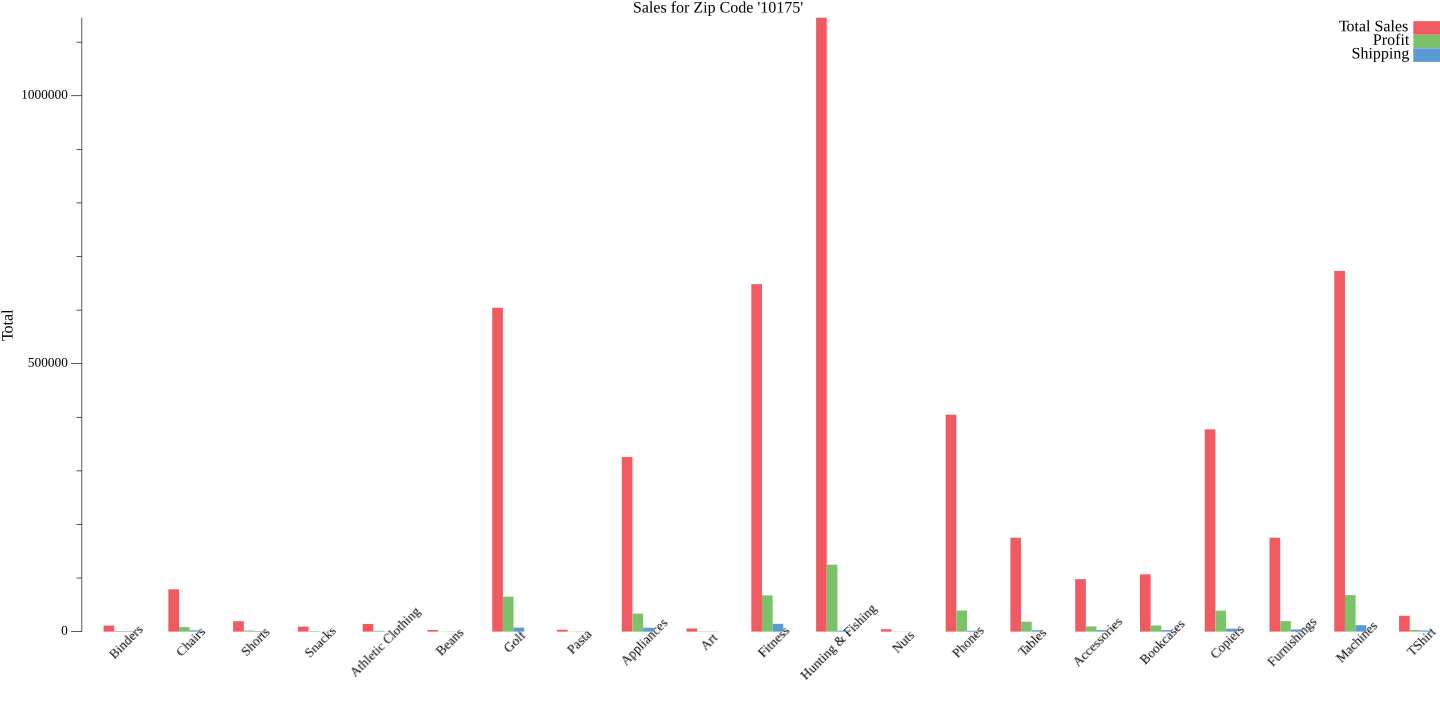 Sales for Zip Code '10175'
Total Sales
Profit
Shipping
1000000
500000
0
Total
Binders
Chairs
Shorts
Snacks
Athletic Clothing
Beans
Golf
Pasta
Appliances
Art
Fitness
Hunting & Fishing
Nuts
Phones
Tables
Accessories
Bookcases
Copiers
Furnishings
Machines
TShirt